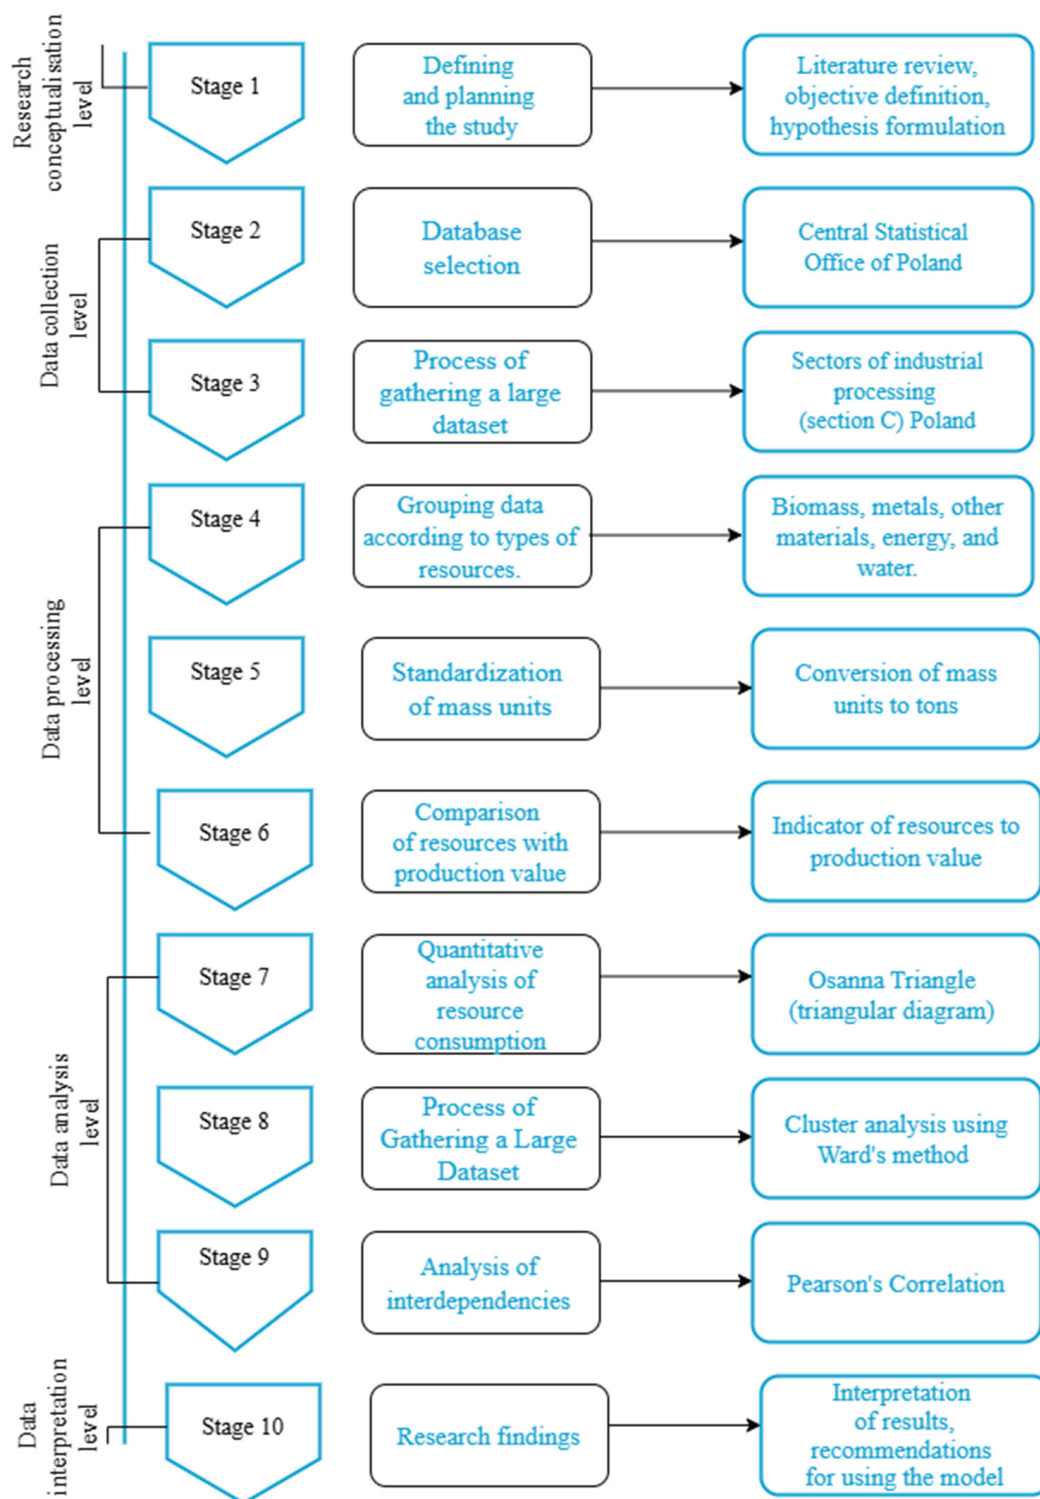 Research
conceptualisation
level
Stage 1
Defining
and planning
the study
Literature review,
objective definition,
hypothesis formulation
Data collection
level
Stage 2
Database
selection
Central Statistical
Office of Poland
Stage 3
Process of
gathering a large
dataset
Sectors of industrial
processing
(section C) Poland
Data processing
level
Stage 4
Grouping data
according to types of
resources.
Biomass, metals, other
materials, energy, and
water.
Stage 5
Standardization
of mass units
Conversion of mass
units to tons
Stage 6
Comparison
of resources with
production value
Indicator of resources to
production value
Data analysis
level
Stage 7
Quantitative
analysis of
resource
consumption
Osanna Triangle
(triangular diagram)
Stage 8
Process of
Gathering a Large
Dataset
Cluster analysis using
Ward's method
Stage 9
Analysis of
interdependencies
Pearson's Correlation
Data
interpretation
level
Stage 10
Research findings
Interpretation
of results,
recommendations
for using the model